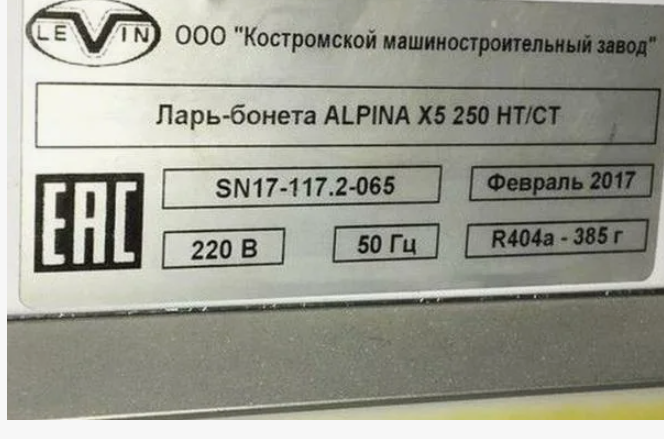 LEVIN ООО "Костромской машиностроительный завод"
Ларь-бонета ALPINA X5 250 НТ/СТ
EAC SN17-117.2-065 Февраль 2017
220 В 50 Гц R404a - 385 г